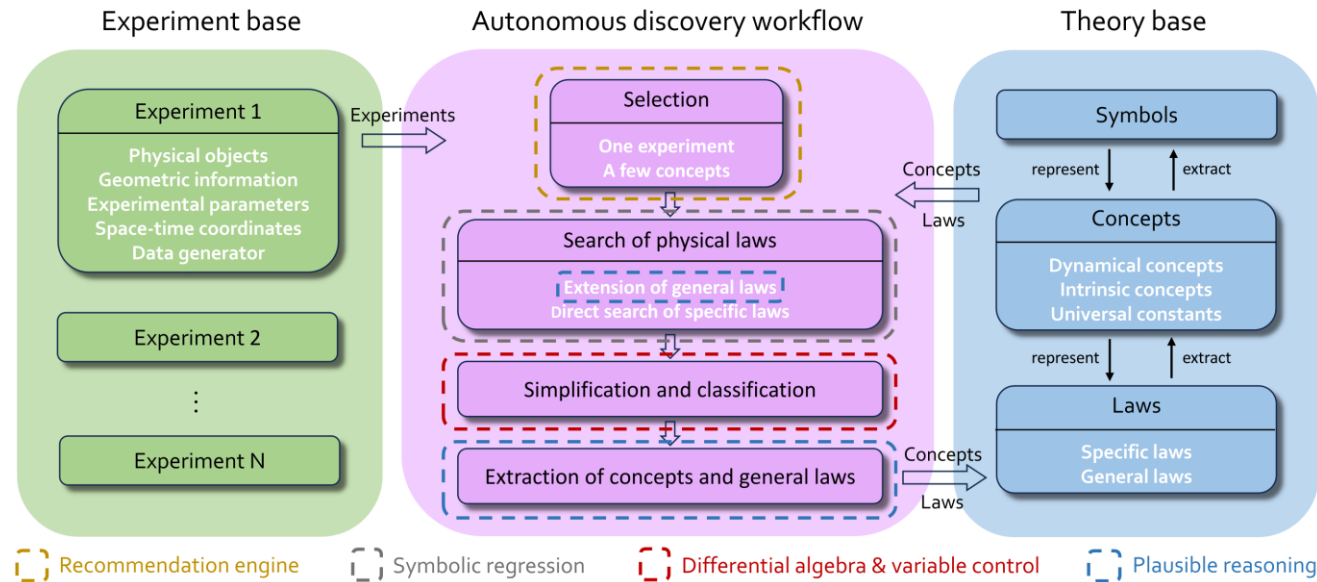 Experiment base
Autonomous discovery workflow
Theory base
Experiment 1
Physical objects
Geometric information
Experimental parameters
Space-time coordinates
Data generator
Experiment 2
⋮
Experiment N
Experiments
Selection
One experiment
A few concepts
Search of physical laws
Extension of general laws
Direct search of specific laws
Simplification and classification
Extraction of concepts and general laws
Concepts
Laws
Concepts
Laws
Symbols
represent
extract
Concepts
Dynamical concepts
Intrinsic concepts
Universal constants
represent
extract
Laws
Specific laws
General laws
Recommendation engine
Symbolic regression
Differential algebra & variable control
Plausible reasoning